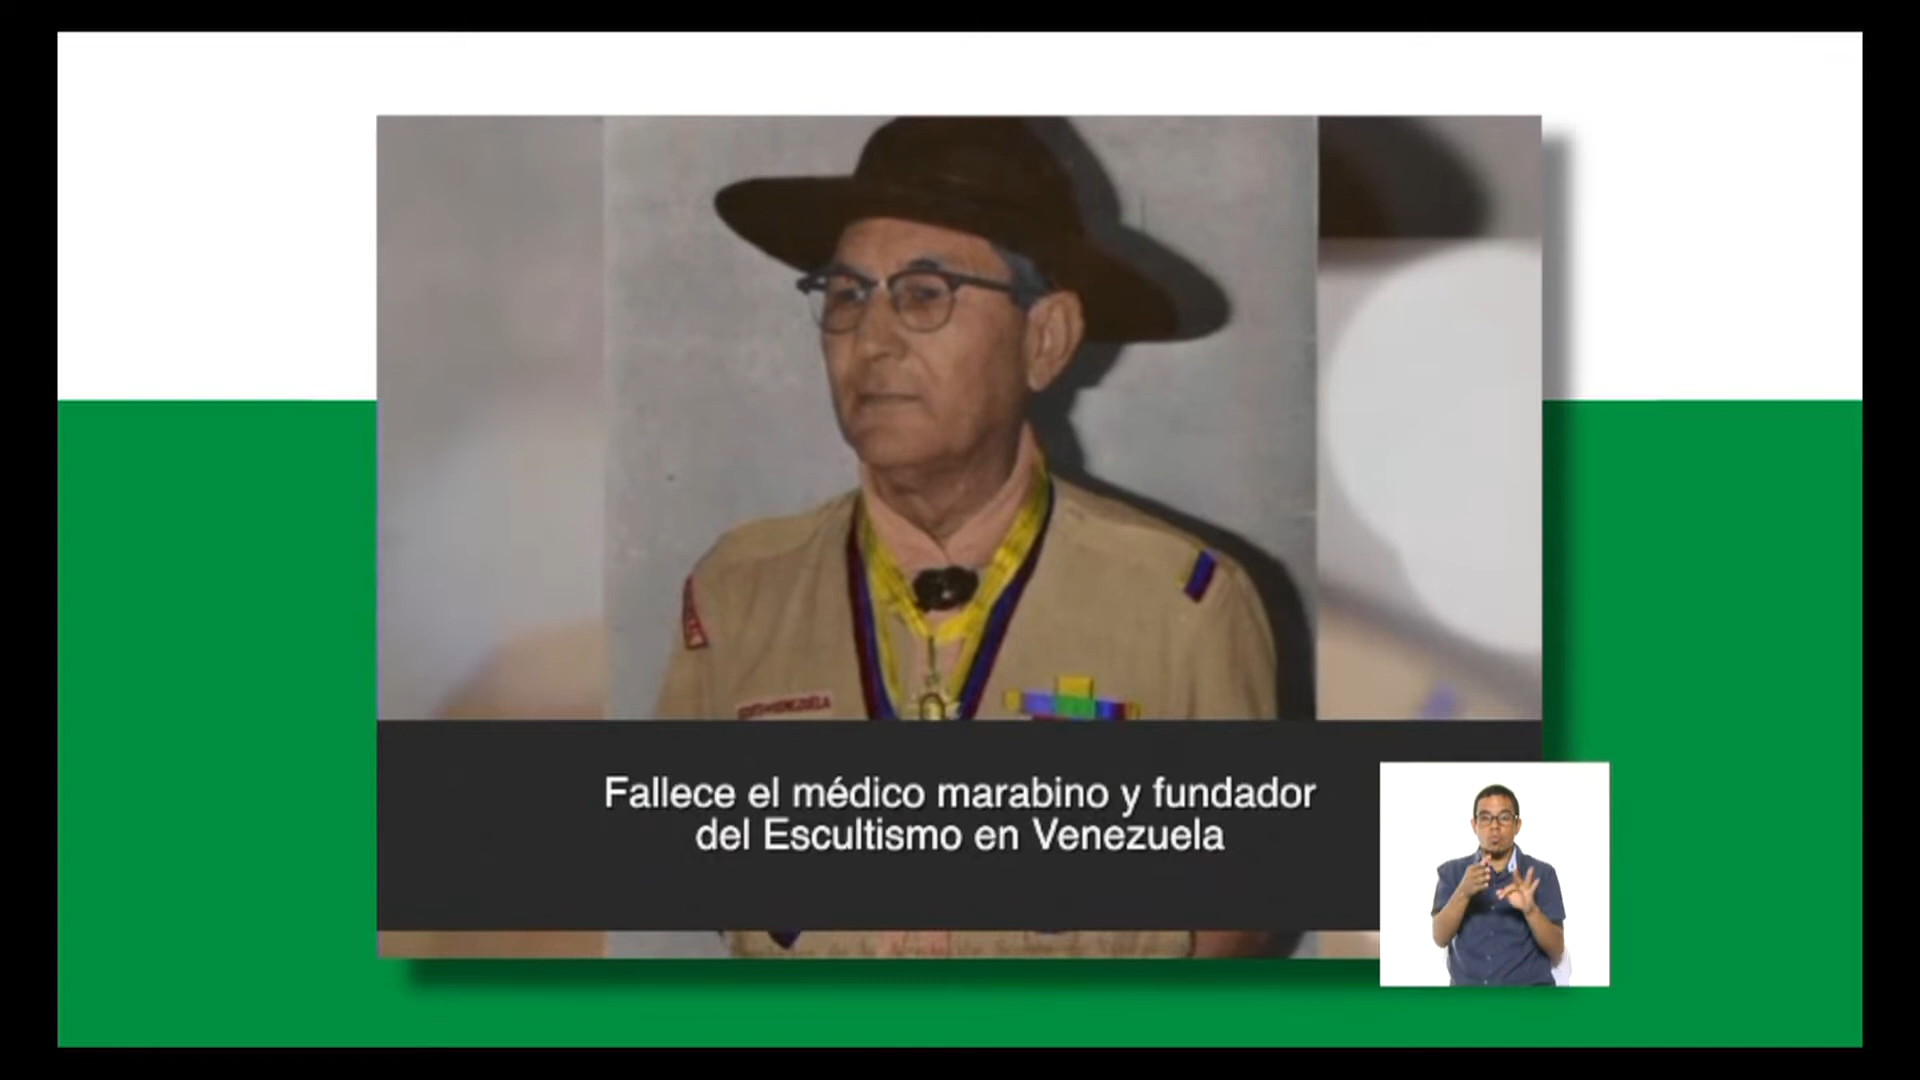 Fallece el médico marabino y fundador
del Escultismo en Venezuela